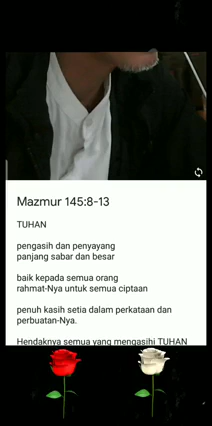 Mazmur 145:8-13
TUHAN
pengasih dan penyayang
panjang sabar dan besar
baik kepada semua orang
rahmat-Nya untuk semua ciptaan
penuh kasih setia dalam perkataan dan
perbuatan-Nya.
Hendaknya semua yang mengasihi TUHAN